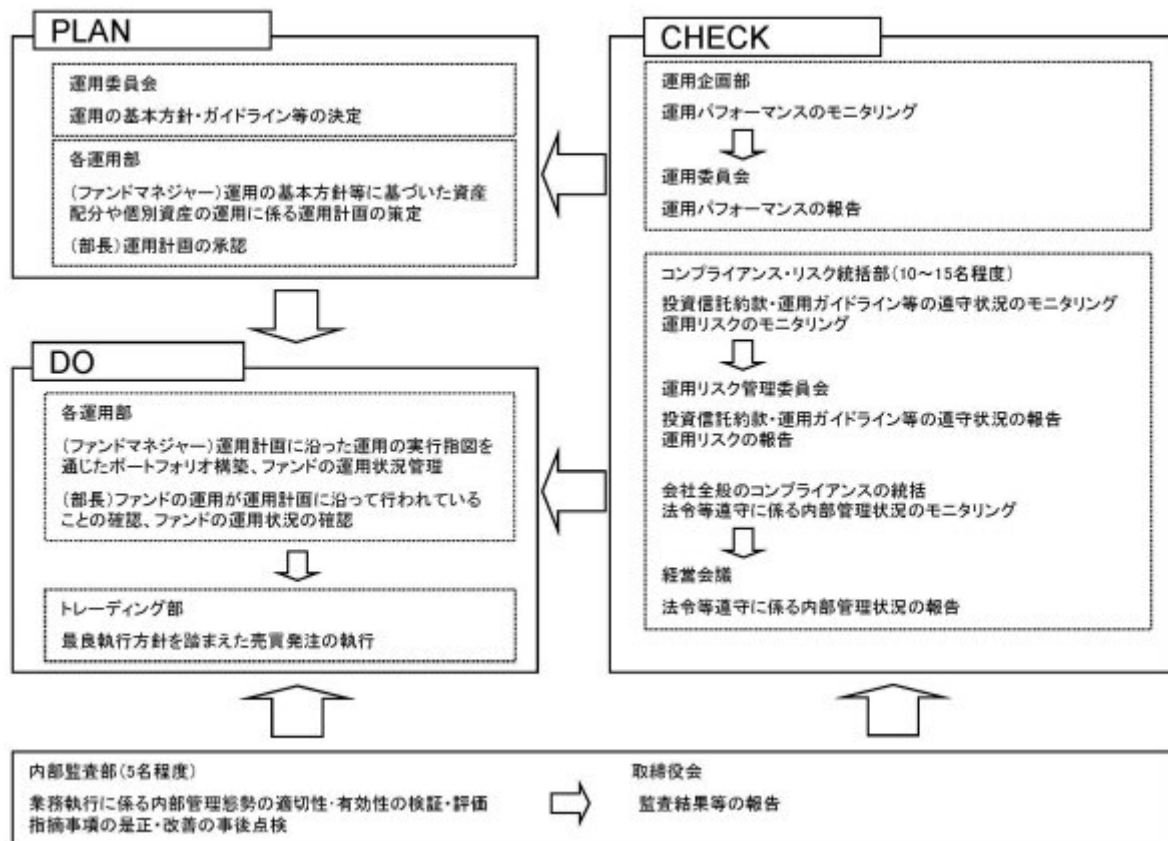 PLAN
運用委員会
運用の基本方針・ガイドライン等の決定
各運用部
(ファンドマネジャー)運用の基本方針等に基づいた資産
配分や個別資産の運用に係る運用計画の策定
(部長)運用計画の承認
DO
各運用部
(ファンドマネジャー)運用計画に沿った運用の実行指図を
通じたポートフォリオ構築、ファンドの運用状況管理
(部長)ファンドの運用が運用計画に沿って行われている
ことの確認、ファンドの運用状況の確認
トレーディング部
最良執行方針を踏まえた売買発注の執行
CHECK
運用企画部
運用パフォーマンスのモニタリング
運用委員会
運用パフォーマンスの報告
コンプライアンス・リスク統括部(10~15名程度)
投資信託約款・運用ガイドライン等の遵守状況のモニタリング
運用リスクのモニタリング
運用リスク管理委員会
投資信託約款・運用ガイドライン等の遵守状況の報告
運用リスクの報告
会社全般のコンプライアンスの統括
法令等遵守に係る内部管理状況のモニタリング
経営会議
法令等遵守に係る内部管理状況の報告
内部監査部(5名程度)
業務執行に係る内部管理態勢の適切性・有効性の検証・評価
指摘事項の是正・改善の事後点検
取締役会
監査結果等の報告